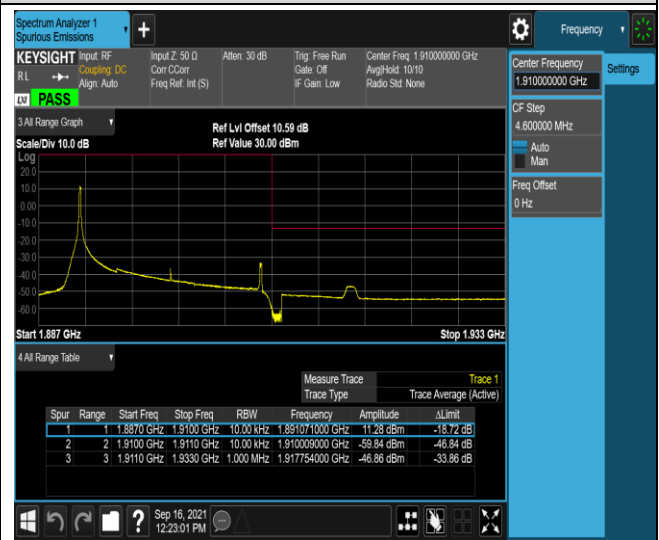 Spectrum Analyzer 1
Spurious Emissions
Frequency
KEYSIGHT
R L
LXI
PASS
Input: RF
Coupling: DC
Align: Auto
Input Z: 50 Ω
Corr CCorr
Freq Ref: Int (S)
Atten: 30 dB
Trig: Free Run
Gate: Off
IF Gain: Low
Center Freq: 1.910000000 GHz
Avg|Hold: 10/10
Radio Std: None
Center Frequency
1.910000000 GHz
Settings
CF Step
4.600000 MHz
Auto
Man
Freq Offset
0 Hz
3 All Range Graph
Scale/Div 10.0 dB
Ref Lvl Offset 10.59 dB
Ref Value 30.00 dBm
Log
20.0
10.0
0.00
-10.0
-20.0
-30.0
-40.0
-50.0
-60.0
Start 1.887 GHz
Stop 1.933 GHz
4 All Range Table
Measure Trace Trace 1
Trace Type Trace Average (Active)
Spur Range Start Freq Stop Freq RBW Frequency Amplitude ΔLimit
1 1 1.8870 GHz 1.9100 GHz 10.00 kHz 1.891071000 GHz 11.28 dBm -18.72 dB
2 2 1.9100 GHz 1.9110 GHz 10.00 kHz 1.910009000 GHz -59.84 dBm -46.84 dB
3 3 1.9110 GHz 1.9330 GHz 1.000 MHz 1.917754000 GHz -46.86 dBm -33.86 dB
?
Sep 16, 2021
12:23:01 PM